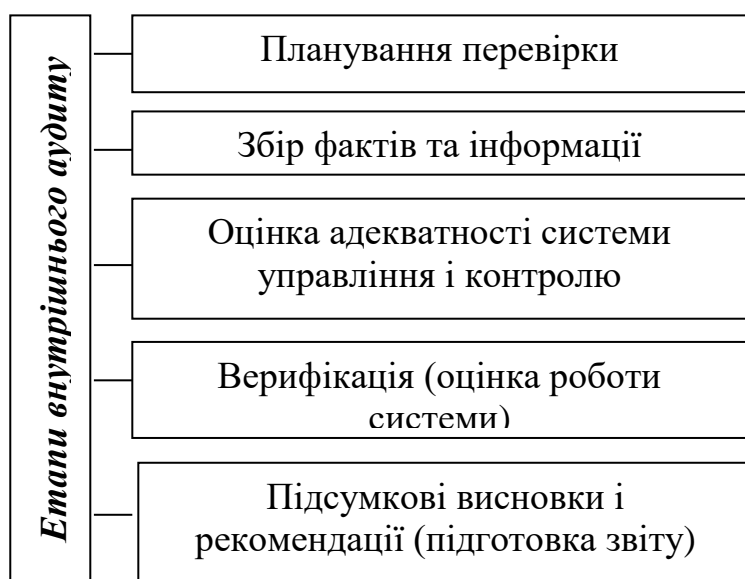 Етапи внутрішнього аудиту
Планування перевірки
Збір фактів та інформації
Оцінка адекватності системи
управління і контролю
Верифікація (оцінка роботи
системи)
Підсумкові висновки і
рекомендації (підготовка звіту)